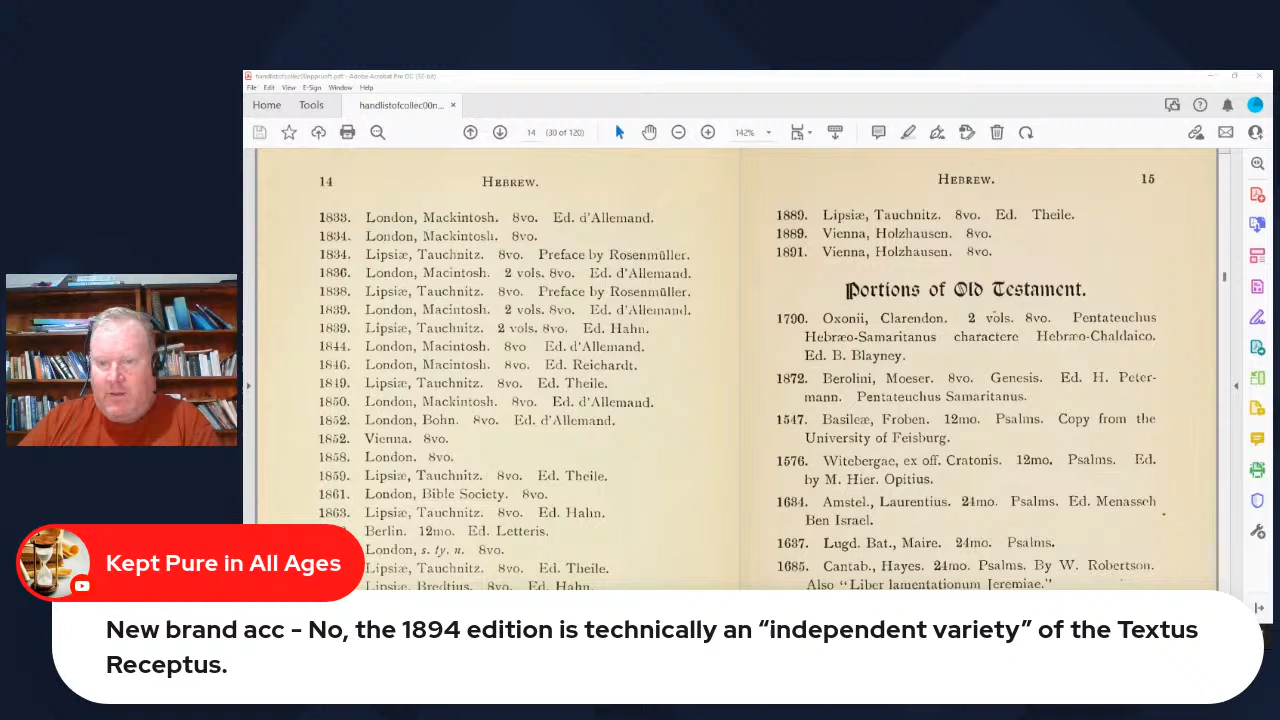 handlistofcollec00nppruoft.pdf - Adobe Acrobat Pro DC (32-bit)
File Edit View E-Sign Window Help
Home Tools handlistofcollec00n... ×
14 (30 of 120) 142%
14 HEBREW.
1833. London, Mackintosh. 8vo. Ed. d'Allemand.
1834. London, Mackintosh. 8vo.
1834. Lipsiæ, Tauchnitz. 8vo. Preface by Rosenmüller.
1836. London, Macintosh. 2 vols. 8vo. Ed. d'Allemand.
1838. Lipsiæ, Tauchnitz. 8vo. Preface by Rosenmüller.
1839. London, Macintosh. 2 vols. 8vo. Ed. d'Allemand.
1839. Lipsiæ, Tauchnitz. 2 vols. 8vo. Ed. Hahn.
1844. London, Macintosh. 8vo Ed. d'Allemand.
1846. London, Macintosh. 8vo. Ed. Reichardt.
1849. Lipsiæ, Tauchnitz. 8vo. Ed. Theile.
1850. London, Mackintosh. 8vo. Ed. d'Allemand.
1852. London, Bohn. 8vo. Ed. d'Allemand.
1852. Vienna. 8vo.
1858. London. 8vo.
1859. Lipsiæ, Tauchnitz. 8vo. Ed. Theile.
1861. London, Bible Society. 8vo.
1863. Lipsiæ, Tauchnitz. 8vo. Ed. Hahn.
Berlin. 12mo. Ed. Letteris.
London, s. ty. n. 8vo.
Lipsiæ, Tauchnitz. 8vo. Ed. Theile.
Lipsiæ, Bredtius. 8vo. Ed. Hahn.
HEBREW. 15
1889. Lipsiæ, Tauchnitz. 8vo. Ed. Theile.
1889. Vienna, Holzhausen. 8vo.
1891. Vienna, Holzhausen. 8vo.
Portions of Old Testament.
1790. Oxonii, Clarendon. 2 vols. 8vo. Pentateuchus
Hebræo-Samaritanus charactere Hebræo-Chaldaico.
Ed. B. Blayney.
1872. Berolini, Moeser. 8vo. Genesis. Ed. H. Peter-
mann. Pentateuchus Samaritanus.
1547. Basileæ, Froben. 12mo. Psalms. Copy from the
University of Feisburg.
1576. Witebergae, ex off. Cratonis. 12mo. Psalms. Ed.
by M. Hier. Opitius.
1634. Amstel., Laurentius. 24mo. Psalms. Ed. Menasseh
Ben Israel.
1637. Lugd. Bat., Maire. 24mo. Psalms.
1685. Cantab., Hayes. 24mo. Psalms. By W. Robertson.
Also "Liber lamentationum Jeremiae."
Kept Pure in All Ages
New brand acc - No, the 1894 edition is technically an “independent variety” of the Textus
Receptus.